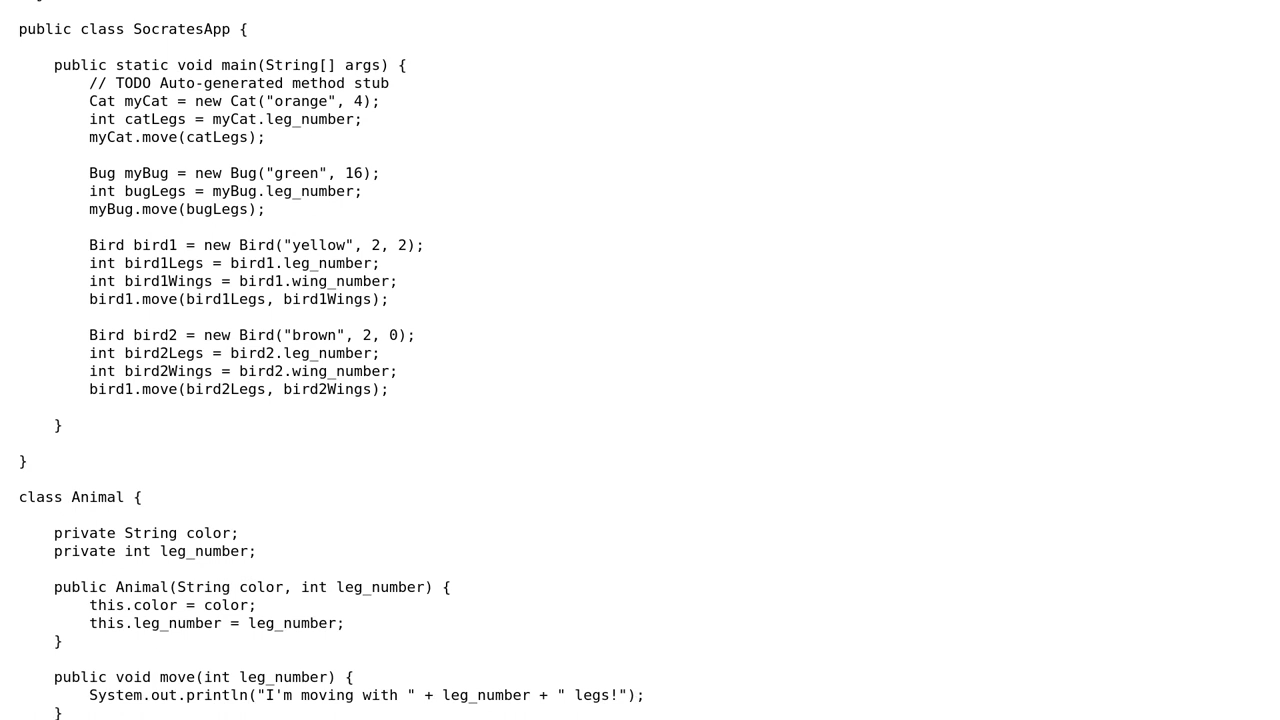 public class SocratesApp {
public static void main(String[] args) {
// TODO Auto-generated method stub
Cat myCat = new Cat("orange", 4);
int catLegs = myCat.leg_number;
myCat.move(catLegs);
Bug myBug = new Bug("green", 16);
int bugLegs = myBug.leg_number;
myBug.move(bugLegs);
Bird bird1 = new Bird("yellow", 2, 2);
int bird1Legs = bird1.leg_number;
int bird1Wings = bird1.wing_number;
bird1.move(bird1Legs, bird1Wings);
Bird bird2 = new Bird("brown", 2, 0);
int bird2Legs = bird2.leg_number;
int bird2Wings = bird2.wing_number;
bird1.move(bird2Legs, bird2Wings);
}
}
class Animal {
private String color;
private int leg_number;
public Animal(String color, int leg_number) {
this.color = color;
this.leg_number = leg_number;
}
public void move(int leg_number) {
System.out.println("I'm moving with " + leg_number + " legs!");
}